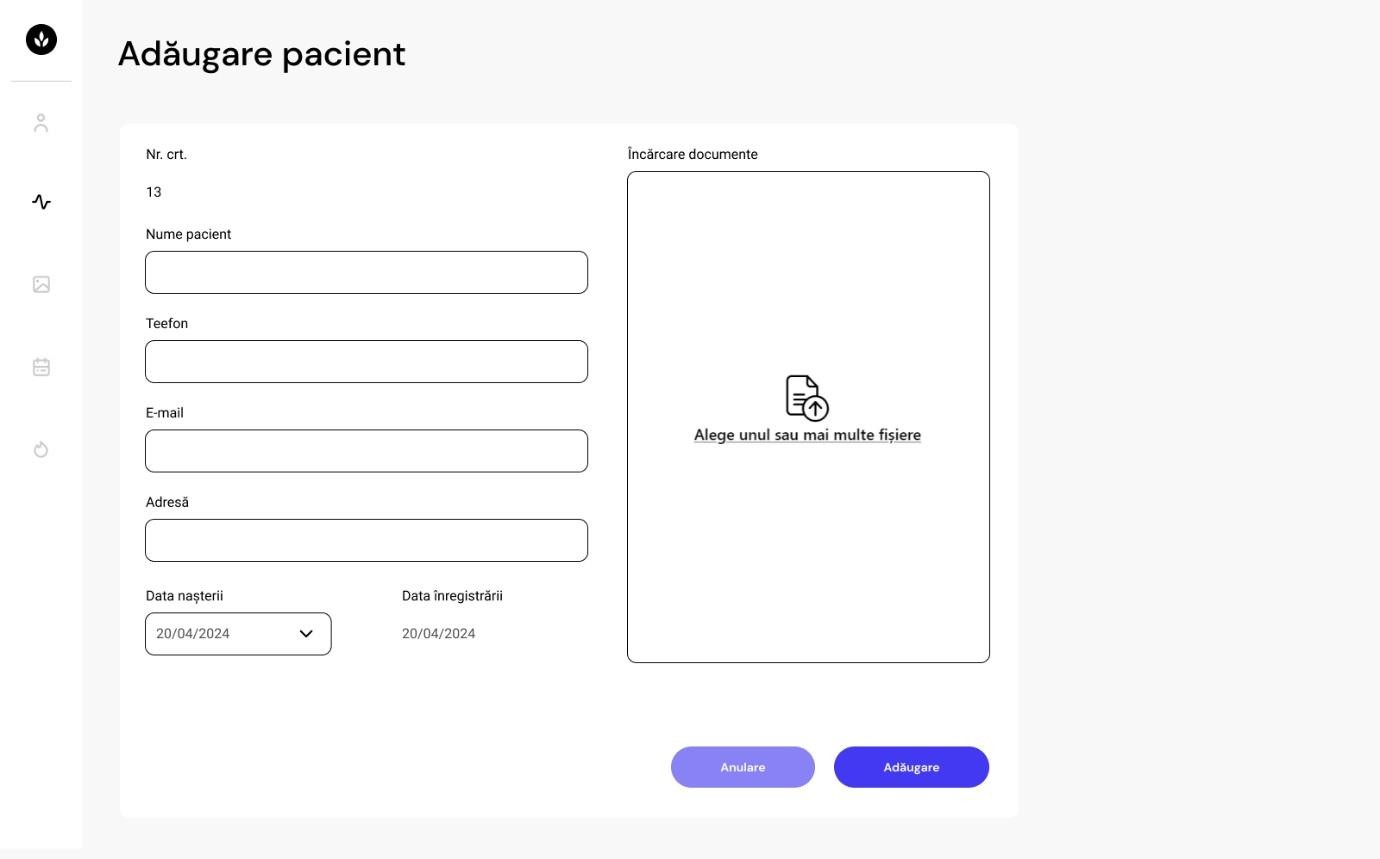 Adăugare pacient
Nr. crt.
13
Nume pacient
Teefon
E-mail
Adresă
Data nașterii
20/04/2024
Data înregistrării
20/04/2024
Încărcare documente
Alege unul sau mai multe fișiere
Anulare
Adăugare